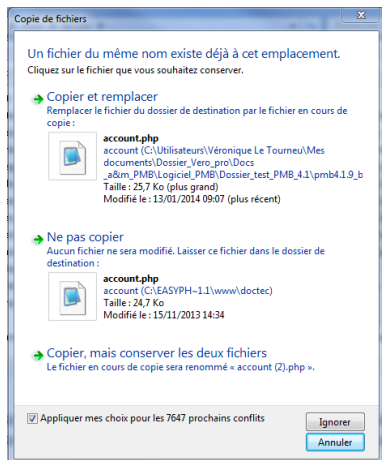 Copie de fichiers
Un fichier du même nom existe déjà à cet emplacement.
Cliquez sur le fichier que vous souhaitez conserver.
Copier et remplacer
Remplacer le fichier du dossier de destination par le fichier en cours de
copie :
account.php
account (C:\Utilisateurs\Véronique Le Tourneu\Mes
documents\Dossier_Vero_pro\Docs
_a&m_PMB\Logiciel_PMB\Dossier_test_PMB_4.1\pmb4.1.9_b
Taille : 25,7 Ko (plus grand)
Modifié le : 13/01/2014 09:07 (plus récent)
Ne pas copier
Aucun fichier ne sera modifié. Laisser ce fichier dans le dossier de
destination :
account.php
account (C:\EASYPH~1.1\www\doctec)
Taille : 24,7 Ko
Modifié le : 15/11/2013 14:34
Copier, mais conserver les deux fichiers
Le fichier en cours de copie sera renommé « account (2).php ».
Appliquer mes choix pour les 7647 prochains conflits
Ignorer
Annuler